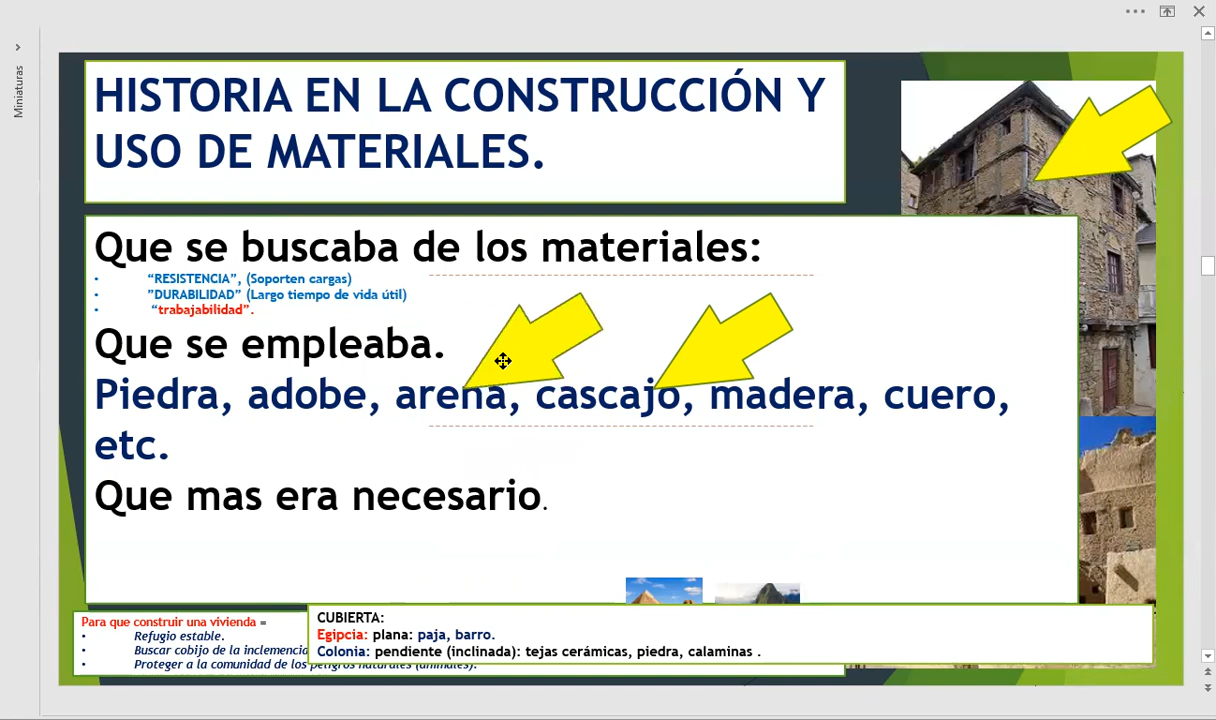 Miniaturas
HISTORIA EN LA CONSTRUCCIÓN Y
USO DE MATERIALES.
Que se buscaba de los materiales:
• “RESISTENCIA”, (Soporten cargas)
• ”DURABILIDAD” (Largo tiempo de vida útil)
• “trabajabilidad”.
Que se empleaba.
Piedra, adobe, arena, cascajo, madera, cuero,
etc.
Que mas era necesario.
Para que construir una vivienda =
• Refugio estable.
• Buscar cobijo de la inclemencia
• Proteger a la comunidad de los peligros naturales (animales).
CUBIERTA:
Egipcia: plana: paja, barro.
Colonia: pendiente (inclinada): tejas cerámicas, piedra, calaminas .